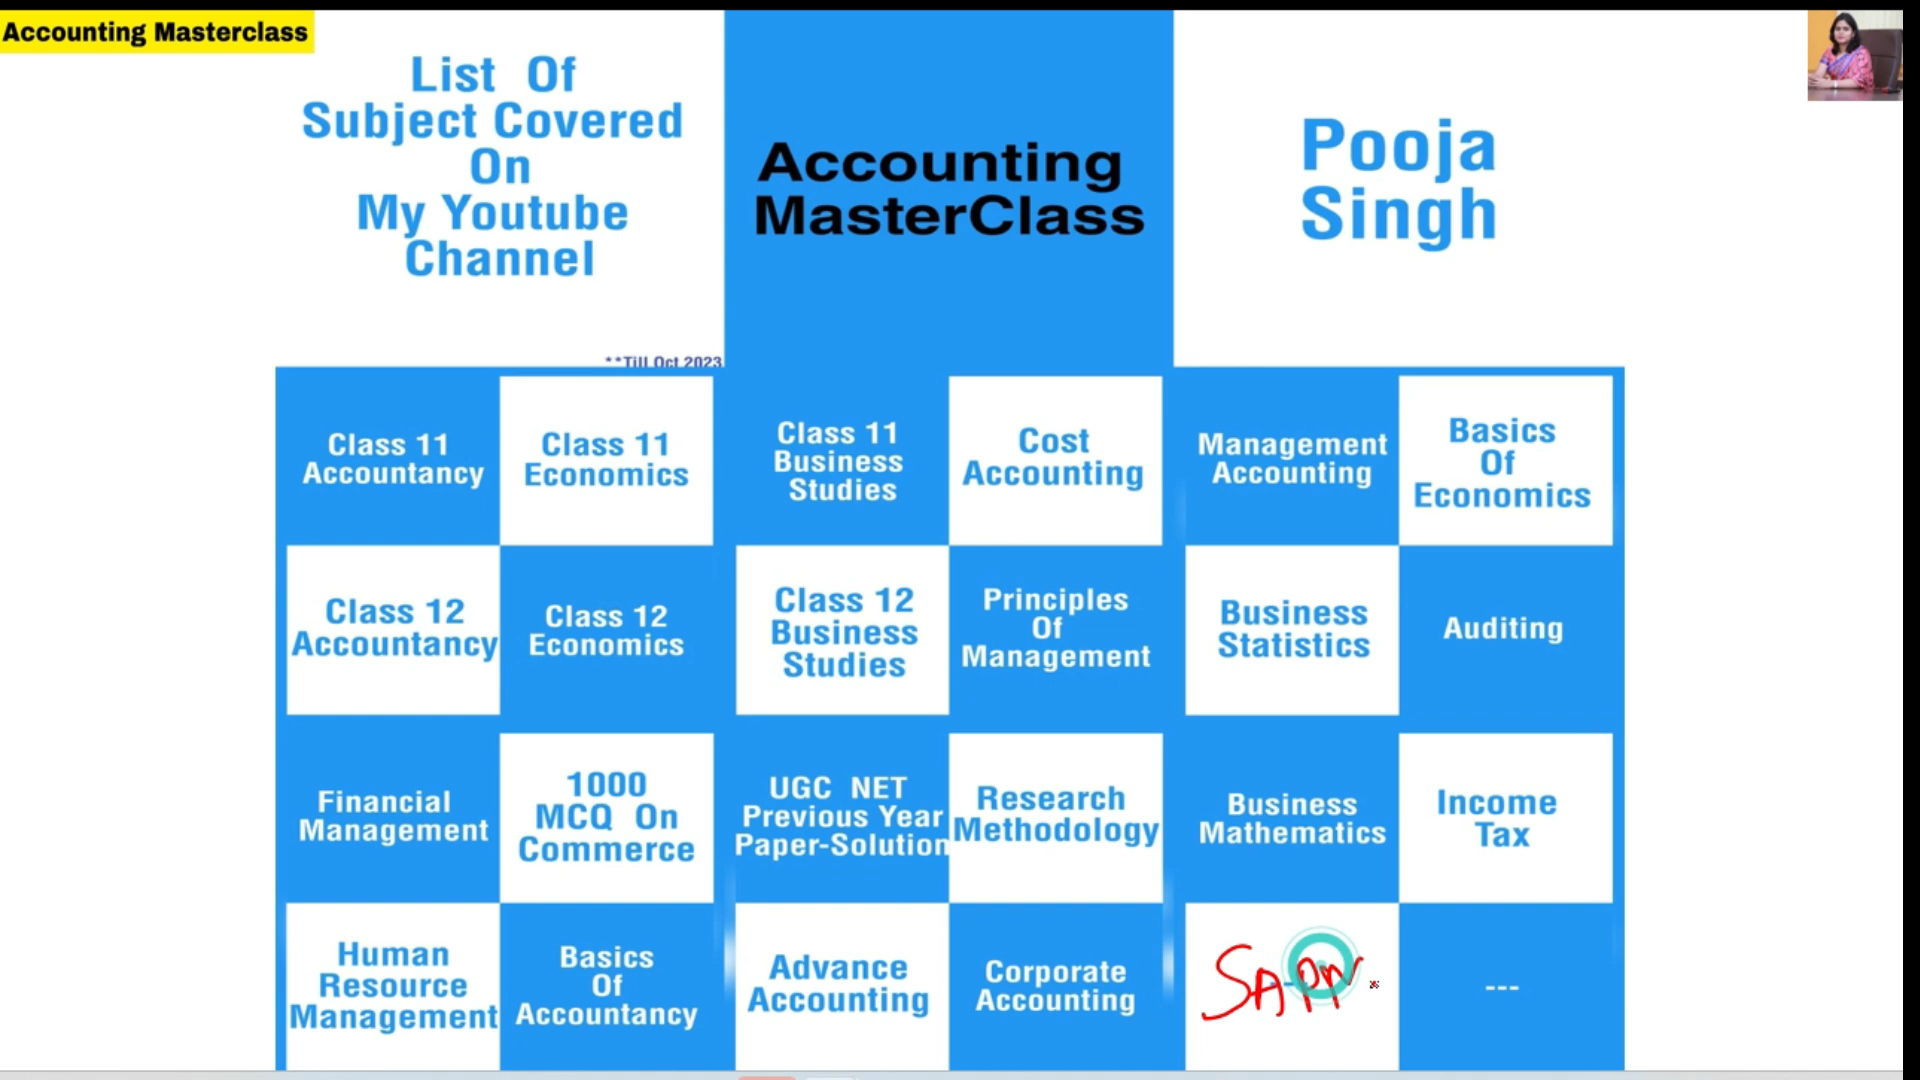 Accounting Masterclass
List Of
Subject Covered
On
My Youtube
Channel
**Till Oct 2023
Accounting
MasterClass
Pooja
Singh
Class 11
Accountancy
Class 11
Economics
Class 11
Business
Studies
Cost
Accounting
Management
Accounting
Basics
Of
Economics
Class 12
Accountancy
Class 12
Economics
Class 12
Business
Studies
Principles
Of
Management
Business
Statistics
Auditing
Financial
Management
1000
MCQ On
Commerce
UGC NET
Previous Year
Paper-Solution
Research
Methodology
Business
Mathematics
Income
Tax
Human
Resource
Management
Basics
Of
Accountancy
Advance
Accounting
Corporate
Accounting
---